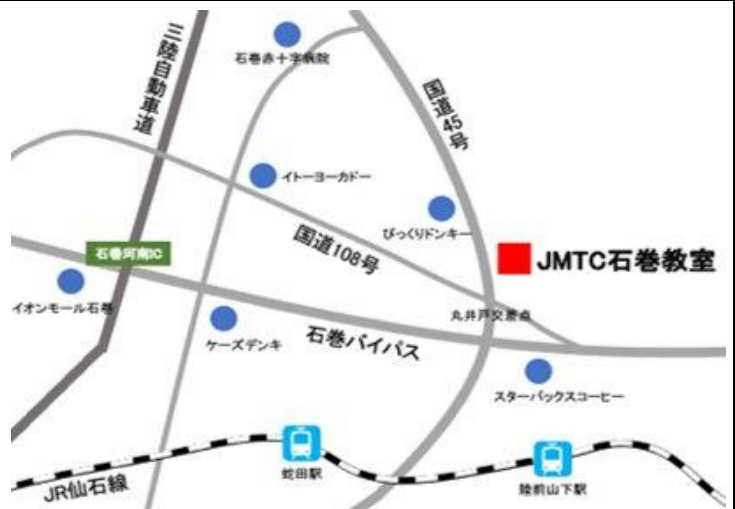 三陸自動車道
石巻赤十字病院
国道45号
イトーヨーカドー
びっくりドンキー
国道108号
JMTC石巻教室
石巻河南IC
イオンモール石巻
丸井戸交差点
ケーズデンキ
石巻バイパス
スターバックスコーヒー
蛇田駅
陸前山下駅
JR仙石線